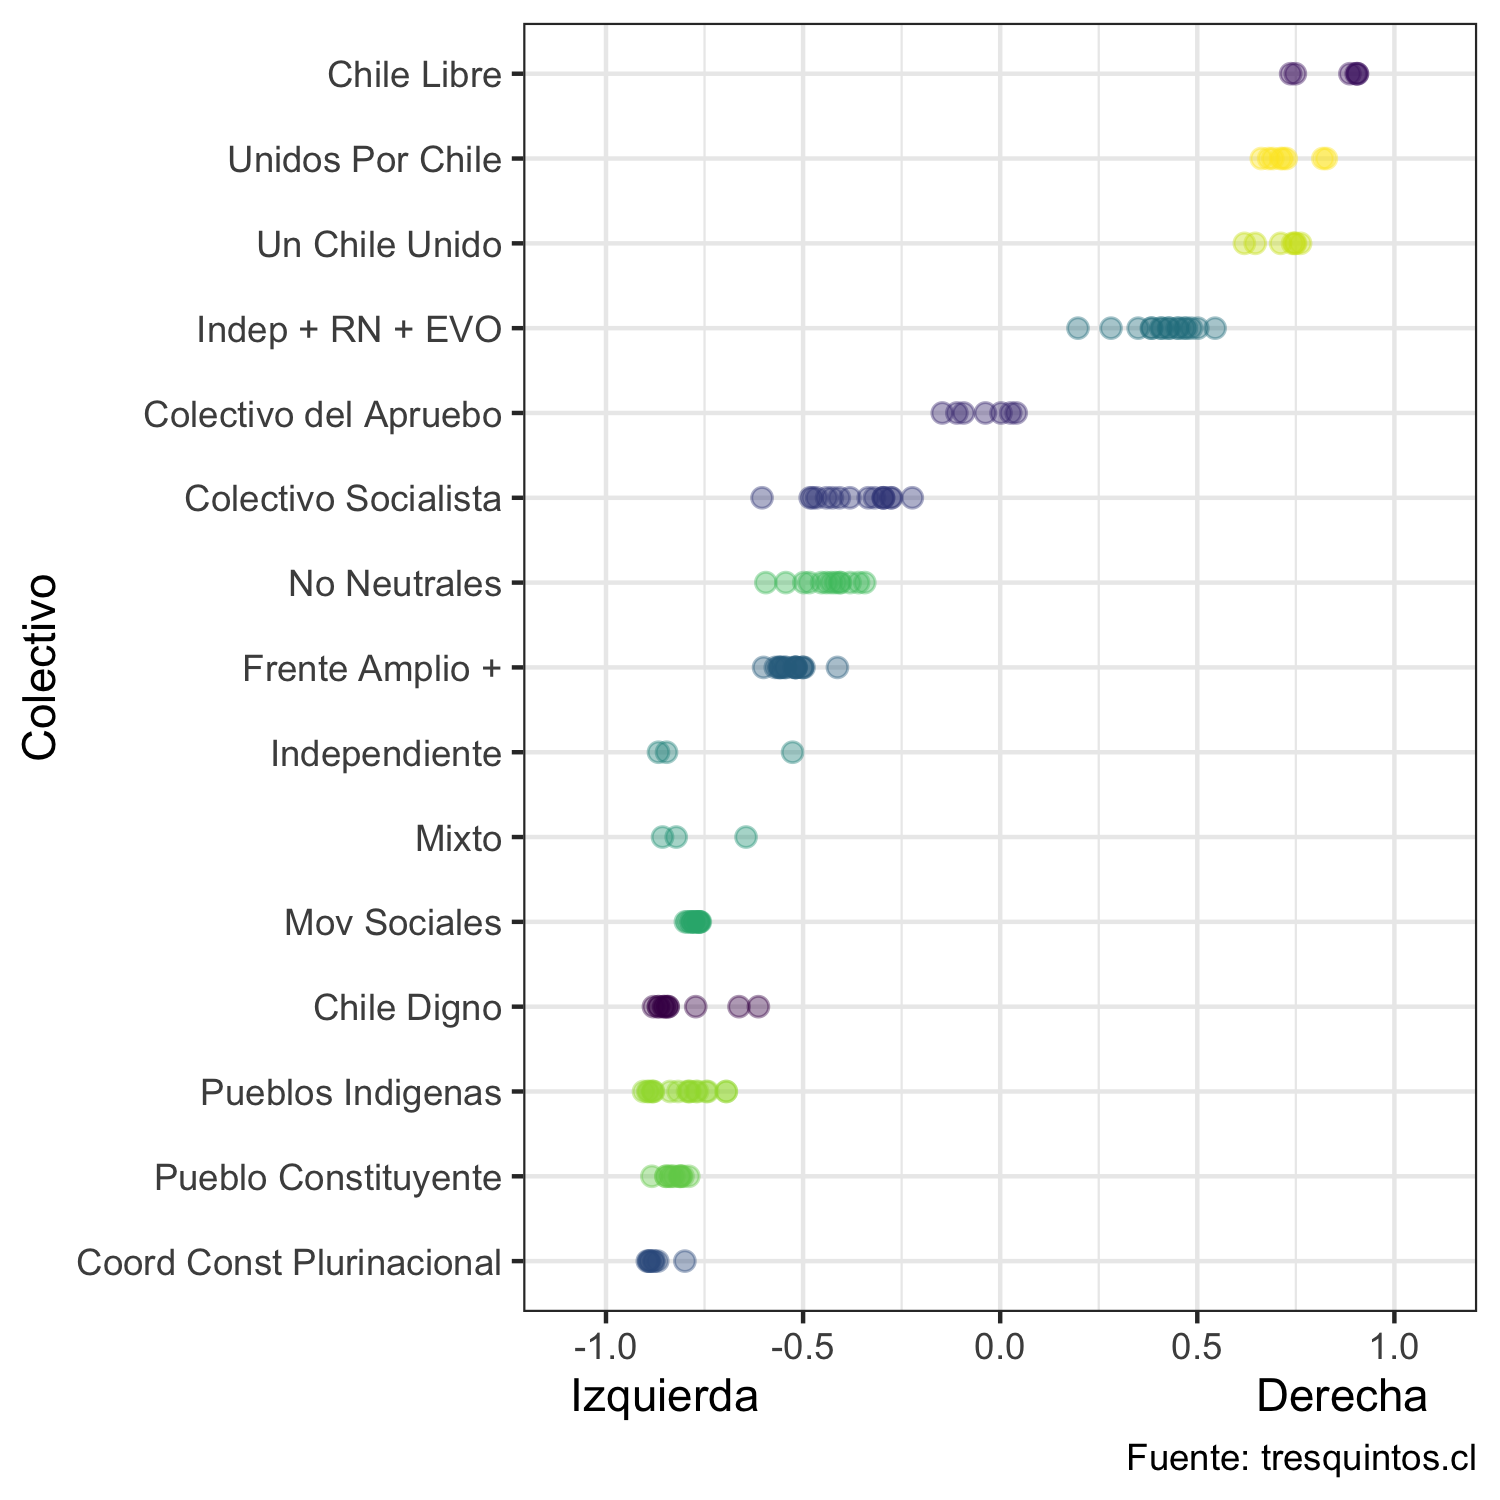 Colectivo
Chile Libre
Unidos Por Chile
Un Chile Unido
Indep + RN + EVO
Colectivo del Apruebo
Colectivo Socialista
No Neutrales
Frente Amplio +
Independiente
Mixto
Mov Sociales
Chile Digno
Pueblos Indigenas
Pueblo Constituyente
Coord Const Plurinacional
-1.0 -0.5 0.0 0.5 1.0
Izquierda Derecha
Fuente: tresquintos.cl